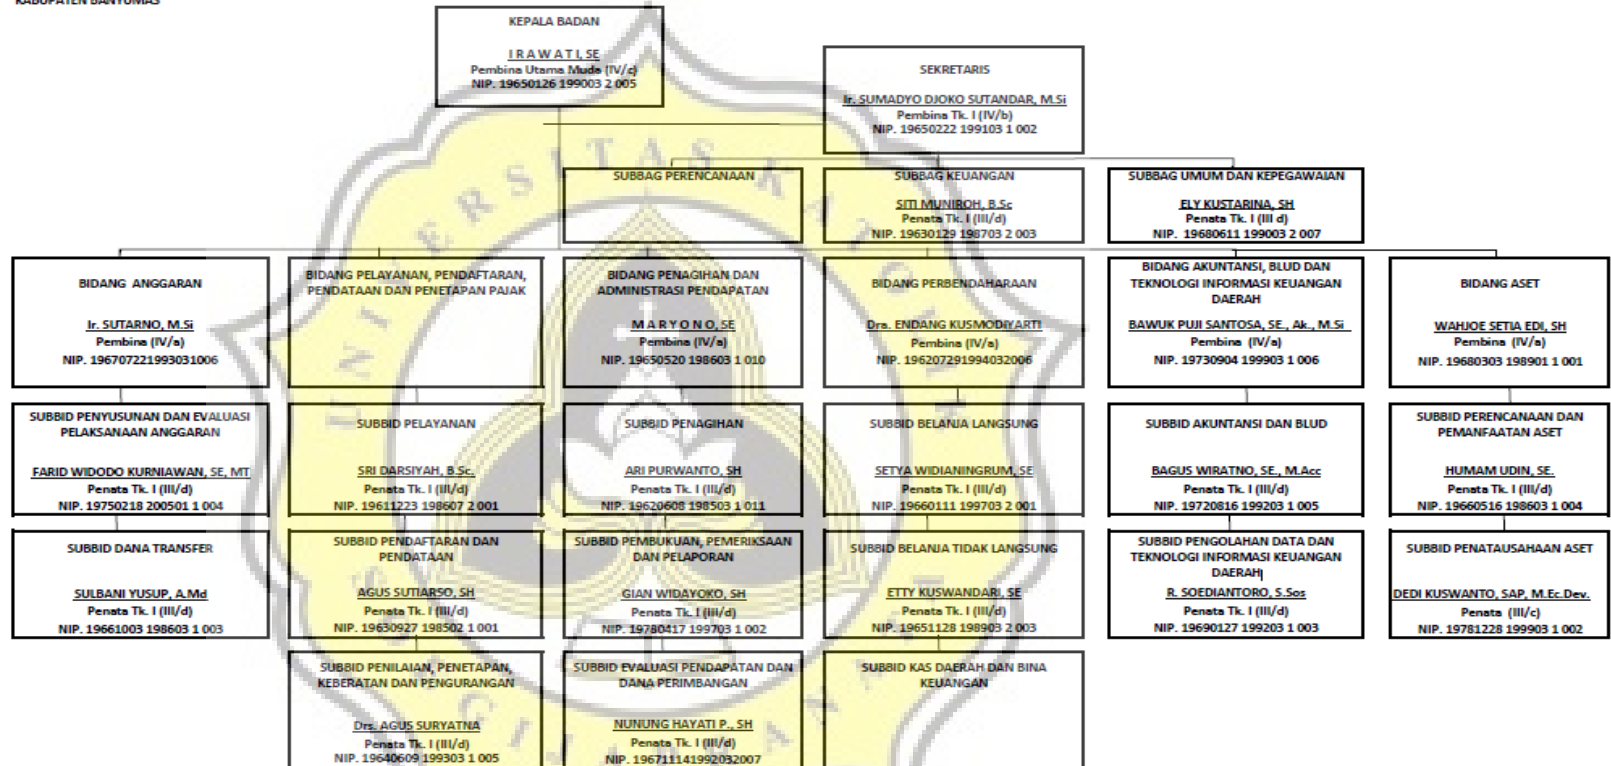 KABUPATEN BANYUMAS
KEPALA BADAN
I R A W A T I, SE
Pembina Utama Muda (IV/c)
NIP. 19650126 199003 2 005
SEKRETARIS
Ir. SUMADYO DJOKO SUTANDAR, M.Si
Pembina Tk. I (IV/b)
NIP. 19650222 199103 1 002
SUBBAG PERENCANAAN
SUBBAG KEUANGAN
SITI MUNIROH, B.Sc
Penata Tk. I (III/d)
NIP. 19630129 198703 2 003
SUBBAG UMUM DAN KEPEGAWAIAN
ELY KUSTARINA, SH
Penata Tk. I (III d)
NIP. 19680611 199003 2 007
BIDANG ANGGARAN
Ir. SUTARNO, M.Si
Pembina (IV/a)
NIP. 196707221993031006
BIDANG PELAYANAN, PENDAFTARAN,
PENDATAAN DAN PENETAPAN PAJAK
BIDANG PENAGIHAN DAN
ADMINISTRASI PENDAPATAN
M A R Y O N O, SE
Pembina (IV/a)
NIP. 19650520 198603 1 010
BIDANG PERBENDAHARAAN
Dra. ENDANG KUSMODIYARTI
Pembina (IV/a)
NIP. 196207291994032006
BIDANG AKUNTANSI, BLUD DAN
TEKNOLOGI INFORMASI KEUANGAN
DAERAH
BAWUK PUJI SANTOSA, SE., Ak., M.Si
Pembina (IV/a)
NIP. 19730904 199903 1 006
BIDANG ASET
WAHJOE SETIA EDI, SH
Pembina (IV/a)
NIP. 19680303 198901 1 001
SUBBID PENYUSUNAN DAN EVALUASI
PELAKSANAAN ANGGARAN
FARID WIDODO KURNIAWAN, SE, MT
Penata Tk. I (III/d)
NIP. 19750218 200501 1 004
SUBBID PELAYANAN
SRI DARSIYAH, B.Sc.
Penata Tk. I (III/d)
NIP. 19611223 198607 2 001
SUBBID PENAGIHAN
ARI PURWANTO, SH
Penata Tk. I (III/d)
NIP. 19620608 198503 1 011
SUBBID BELANJA LANGSUNG
SETYA WIDIANINGRUM, SE
Penata Tk. I (III/d)
NIP. 19660111 199703 2 001
SUBBID AKUNTANSI DAN BLUD
BAGUS WIRATNO, SE., M.Acc
Penata Tk. I (III/d)
NIP. 19720816 199203 1 005
SUBBID PERENCANAAN DAN
PEMANFAATAN ASET
HUMAM UDIN, SE.
Penata Tk. I (III/d)
NIP. 19660516 198603 1 004
SUBBID DANA TRANSFER
SULBANI YUSUP, A.Md
Penata Tk. I (III/d)
NIP. 19661003 198603 1 003
SUBBID PENDAFTARAN DAN
PENDATAAN
AGUS SUTIARSO, SH
Penata Tk. I (III/d)
NIP. 19630927 198502 1 001
SUBBID PEMBUKUAN, PEMERIKSAAN
DAN PELAPORAN
GIAN WIDAYOKO, SH
Penata Tk. I (III/d)
NIP. 19780417 199703 1 002
SUBBID BELANJA TIDAK LANGSUNG
ETTY KUSWANDARI, SE
Penata Tk. I (III/d)
NIP. 19651128 198903 2 003
SUBBID PENGOLAHAN DATA DAN
TEKNOLOGI INFORMASI KEUANGAN
DAERAH
R. SOEDIANTORO, S.Sos
Penata Tk. I (III/d)
NIP. 19690127 199203 1 003
SUBBID PENATAUSAHAAN ASET
DEDI KUSWANTO, SAP, M.Ec.Dev.
Penata (III/c)
NIP. 19781228 199903 1 002
SUBBID PENILAIAN, PENETAPAN,
KEBERATAN DAN PENGURANGAN
Drs. AGUS SURYATNA
Penata Tk. I (III/d)
NIP. 19640609 199303 1 005
SUBBID EVALUASI PENDAPATAN DAN
DANA PERIMBANGAN
NUNUNG HAYATI P., SH
Penata Tk. I (III/d)
NIP. 196711141992032007
SUBBID KAS DAERAH DAN BINA
KEUANGAN
UNIVERSITAS KATOLIK